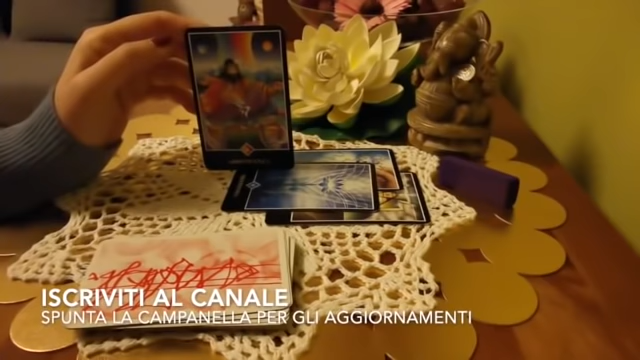 ISCRIVITI AL CANALE
SPUNTA LA CAMPANELLA PER GLI AGGIORNAMENTI